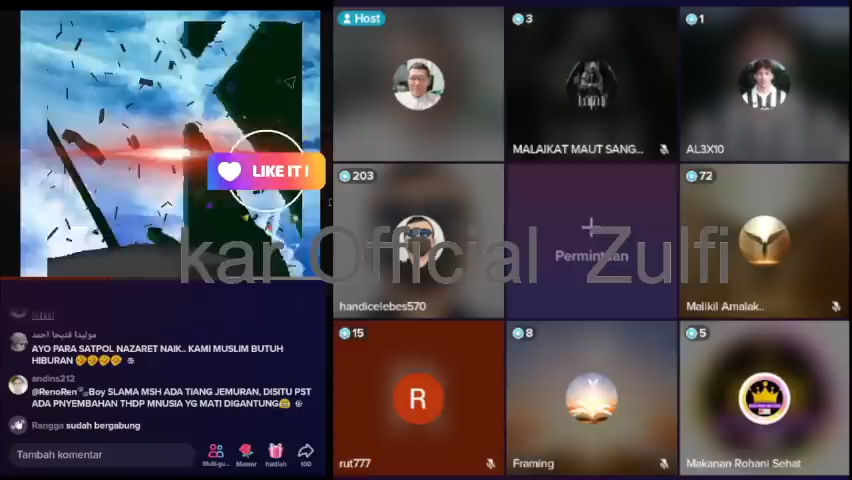 LIKE IT !
Host
3
MALAIKAT MAUT SANG...
1
AL3X10
203
handicelebes570
Permintaan
72
Malikil Amalak..
kar Official Zulfi
15
R
rut777
8
Framing
5
Makanan Rohani Sehat
موليدا فتيحا احمد
AYO PARA SATPOL NAZARET NAIK.. KAMI MUSLIM BUTUH
HIBURAN 🤣🤣🤣🤣
andins212
@RenoRen🐾Boy SLAMA MSH ADA TIANG JEMURAN, DISITU PST
ADA PNYEMBAHAN THDP MNUSIA YG MATI DIGANTUNG🤓
Rangga sudah bergabung
Tambah komentar
Multi-gu...
Mawar
hadiah
100